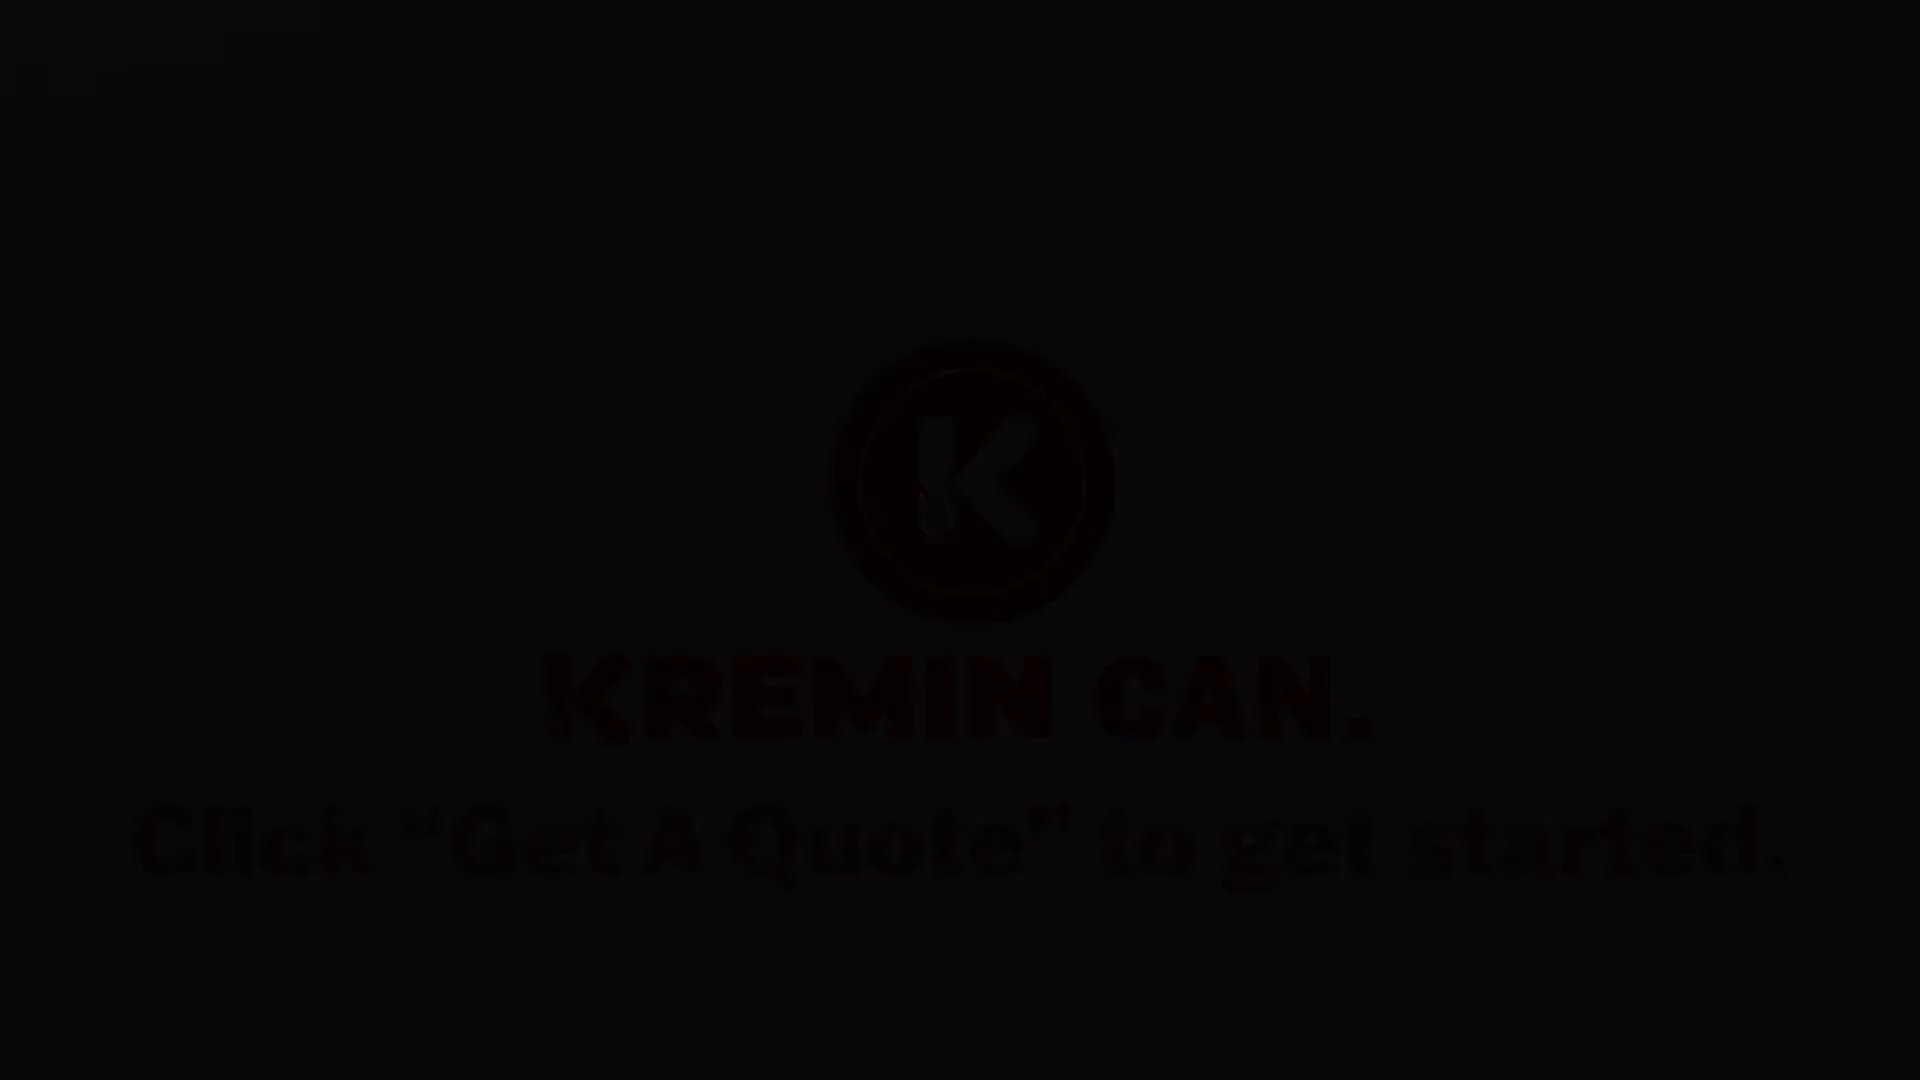 K
KREMIN CAN.
Click “Get A Quote” to get started.